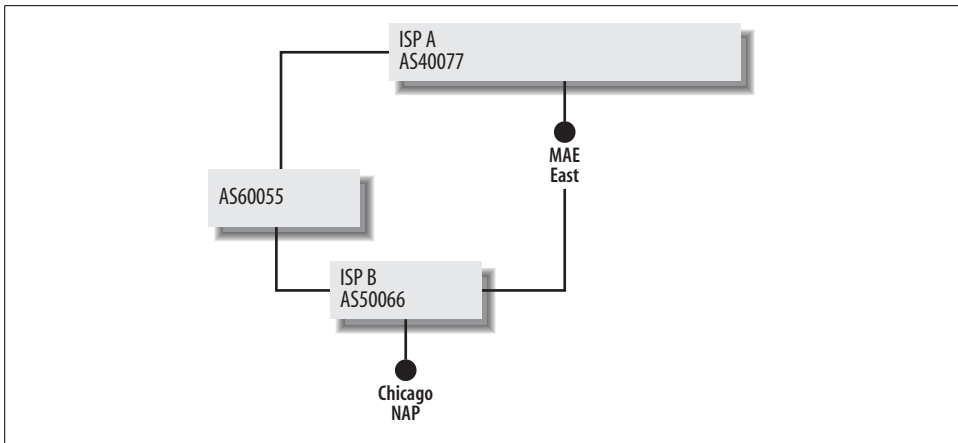 ISP A
AS40077
MAE
East
AS60055
ISP B
AS50066
Chicago
NAP